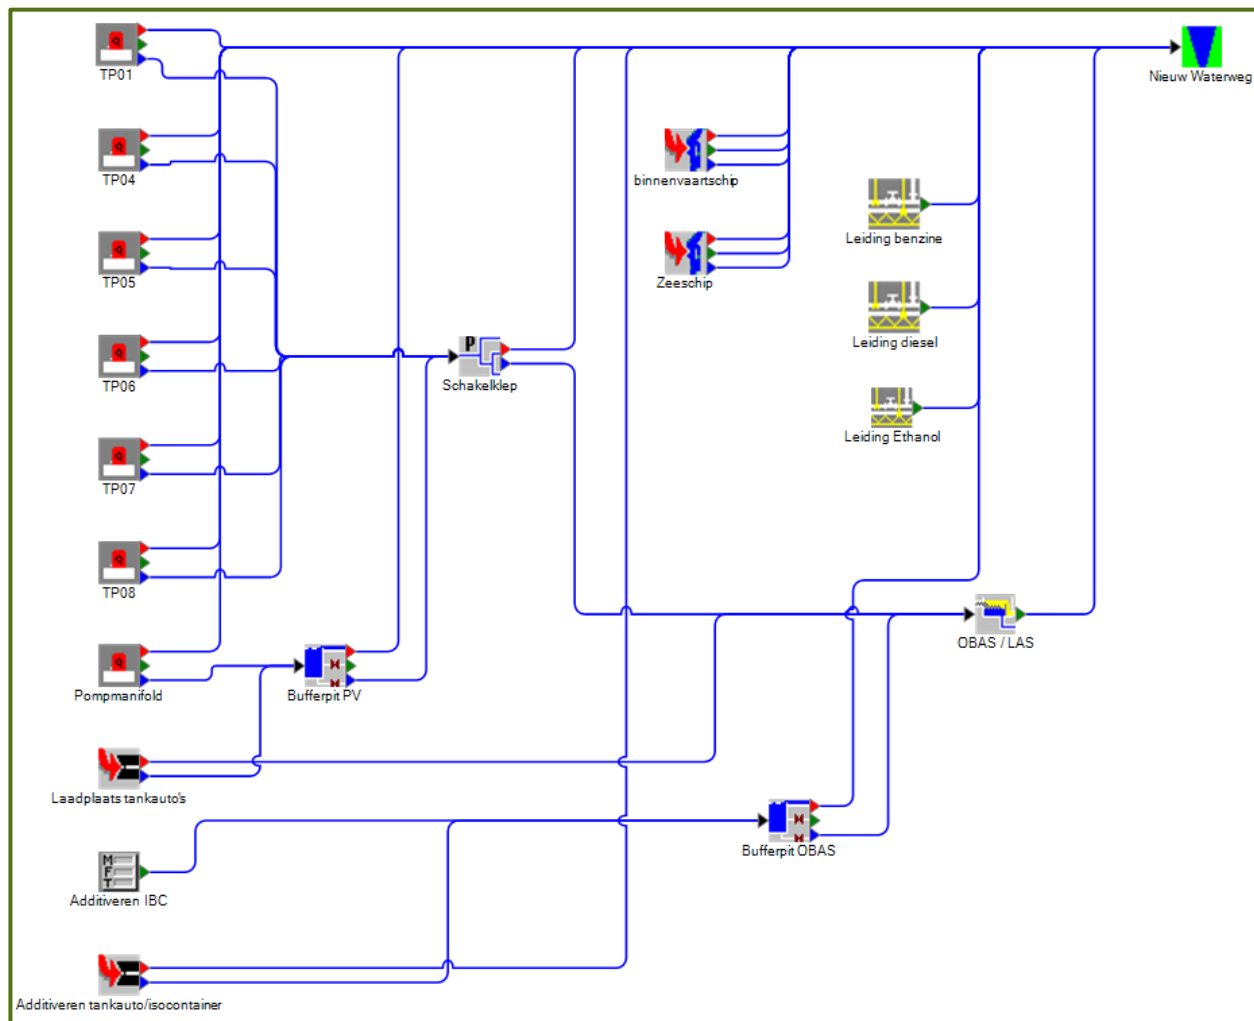 TP01
Nieuw Waterweg
TP04
binnenvaartschip
Leiding benzine
TP05
Zeeschip
Leiding diesel
TP06
P
Schakelklep
Leiding Ethanol
TP07
TP08
OBAS / LAS
Pompmanifold
Bufferpit PV
Laadplaats tankauto's
Bufferpit OBAS
M
F
T
Additiveren IBC
Additiveren tankauto/isocontainer